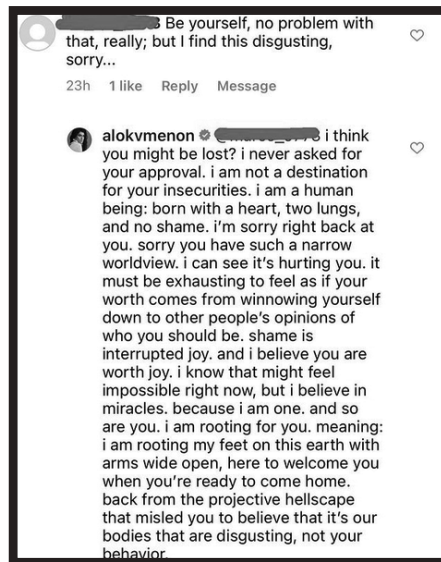 Be yourself, no problem with
that, really; but I find this disgusting,
sorry...
23h 1 like Reply Message
alokvmenon i think
you might be lost? i never asked for
your approval. i am not a destination
for your insecurities. i am a human
being: born with a heart, two lungs,
and no shame. i'm sorry right back at
you. sorry you have such a narrow
worldview. i can see it's hurting you. it
must be exhausting to feel as if your
worth comes from winnowing yourself
down to other people's opinions of
who you should be. shame is
interrupted joy. and i believe you are
worth joy. i know that might feel
impossible right now, but i believe in
miracles. because i am one. and so
are you. i am rooting for you. meaning:
i am rooting my feet on this earth with
arms wide open, here to welcome you
when you're ready to come home.
back from the projective hellscape
that misled you to believe that it's our
bodies that are disgusting, not your
behavior.